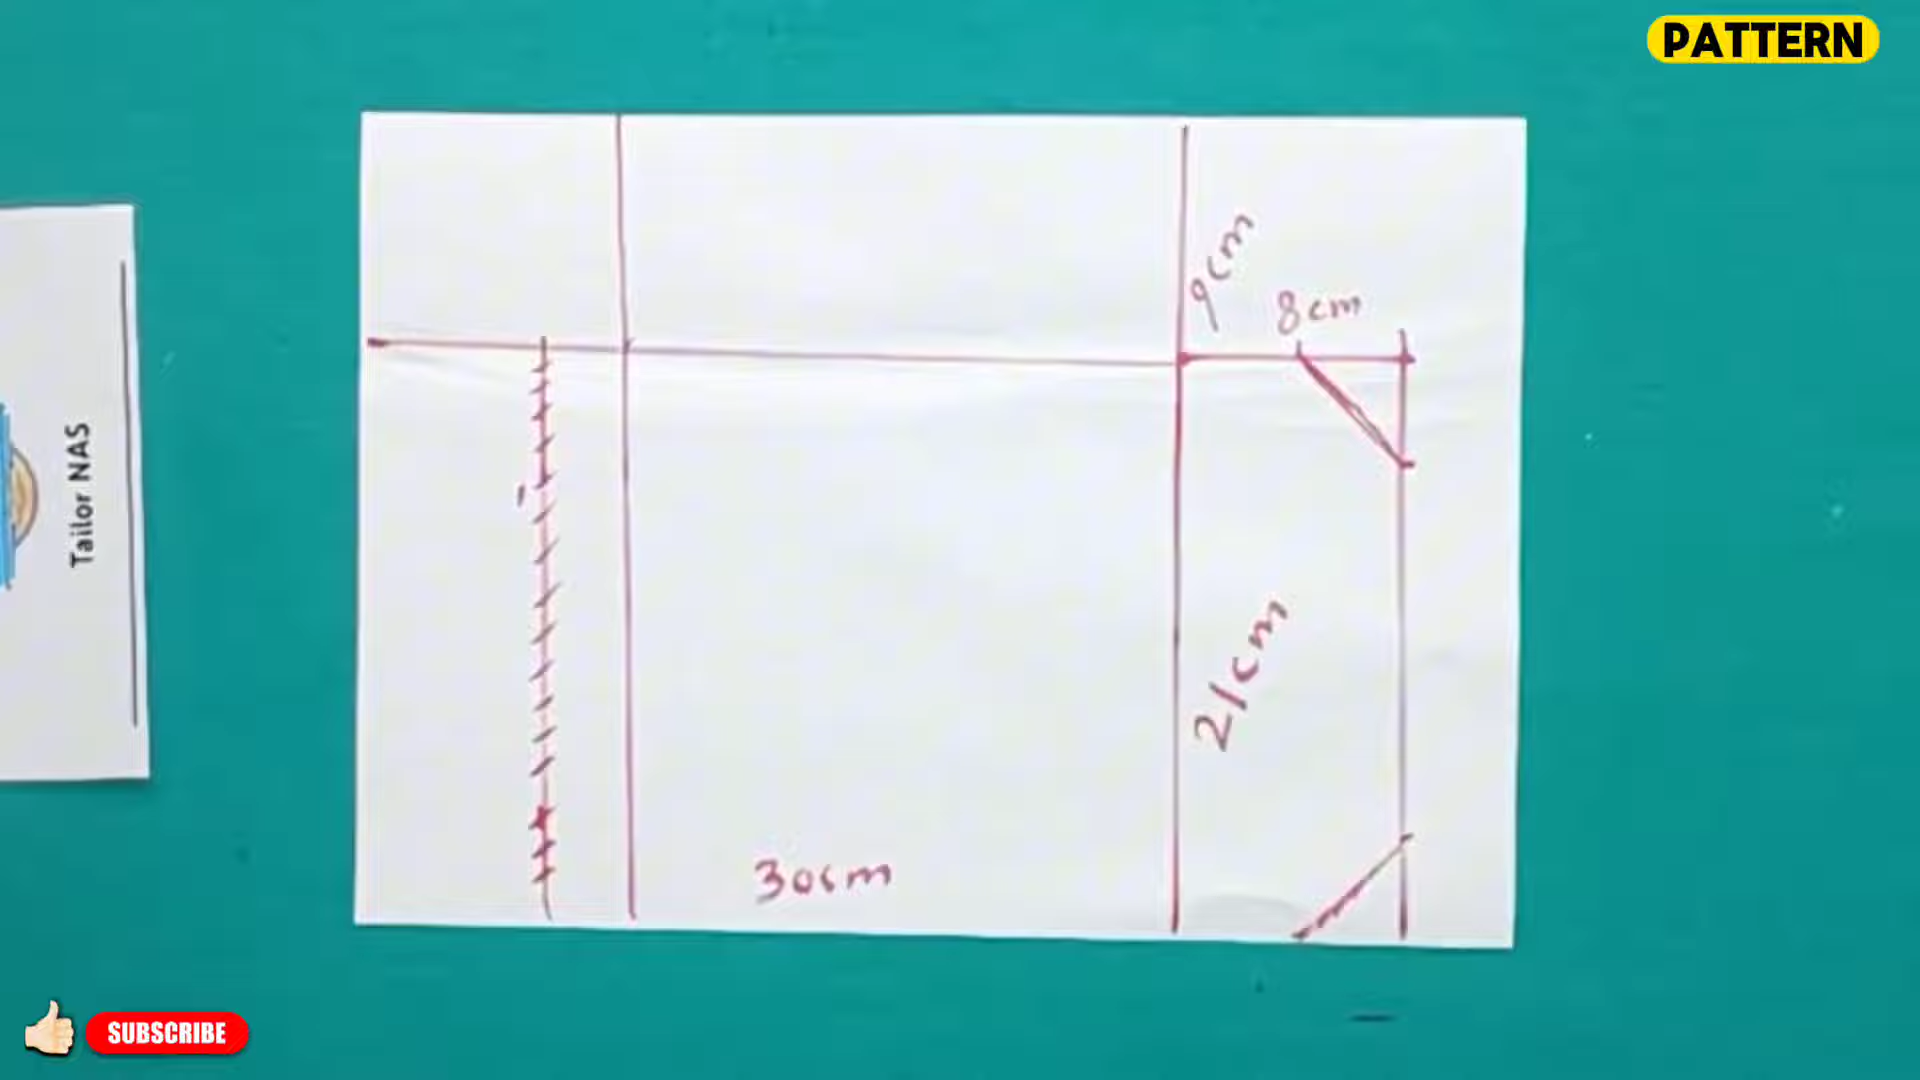 PATTERN
9cm
8cm
Tailor NAS
21cm
30cm
SUBSCRIBE